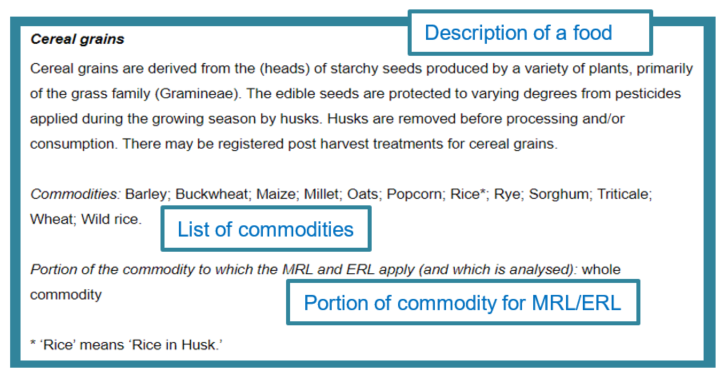 Description of a food
Cereal grains
Cereal grains are derived from the (heads) of starchy seeds produced by a variety of plants, primarily
of the grass family (Gramineae). The edible seeds are protected to varying degrees from pesticides
applied during the growing season by husks. Husks are removed before processing and/or
consumption. There may be registered post harvest treatments for cereal grains.
Commodities: Barley; Buckwheat; Maize; Millet; Oats; Popcorn; Rice*; Rye; Sorghum; Triticale;
Wheat; Wild rice.
List of commodities
Portion of the commodity to which the MRL and ERL apply (and which is analysed): whole
commodity
Portion of commodity for MRL/ERL
* ‘Rice’ means ‘Rice in Husk.’